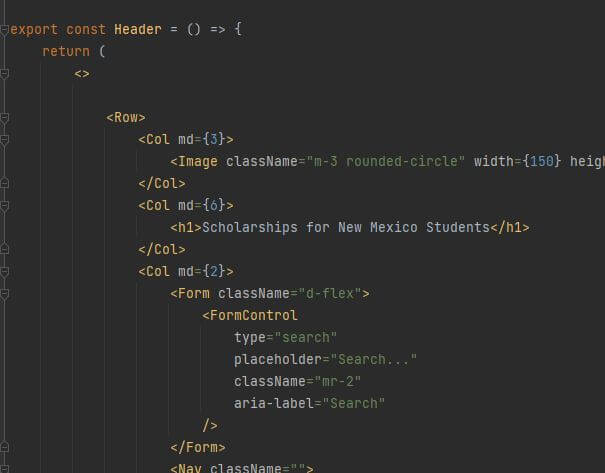 export const Header = () => {
return (
<>
<Row>
<Col md={3}>
<Image className="m-3 rounded-circle" width={150} heigh
</Col>
<Col md={6}>
<h1>Scholarships for New Mexico Students</h1>
</Col>
<Col md={2}>
<Form className="d-flex">
<FormControl
type="search"
placeholder="Search..."
className="mr-2"
aria-label="Search"
/>
</Form>
<Nav className="">